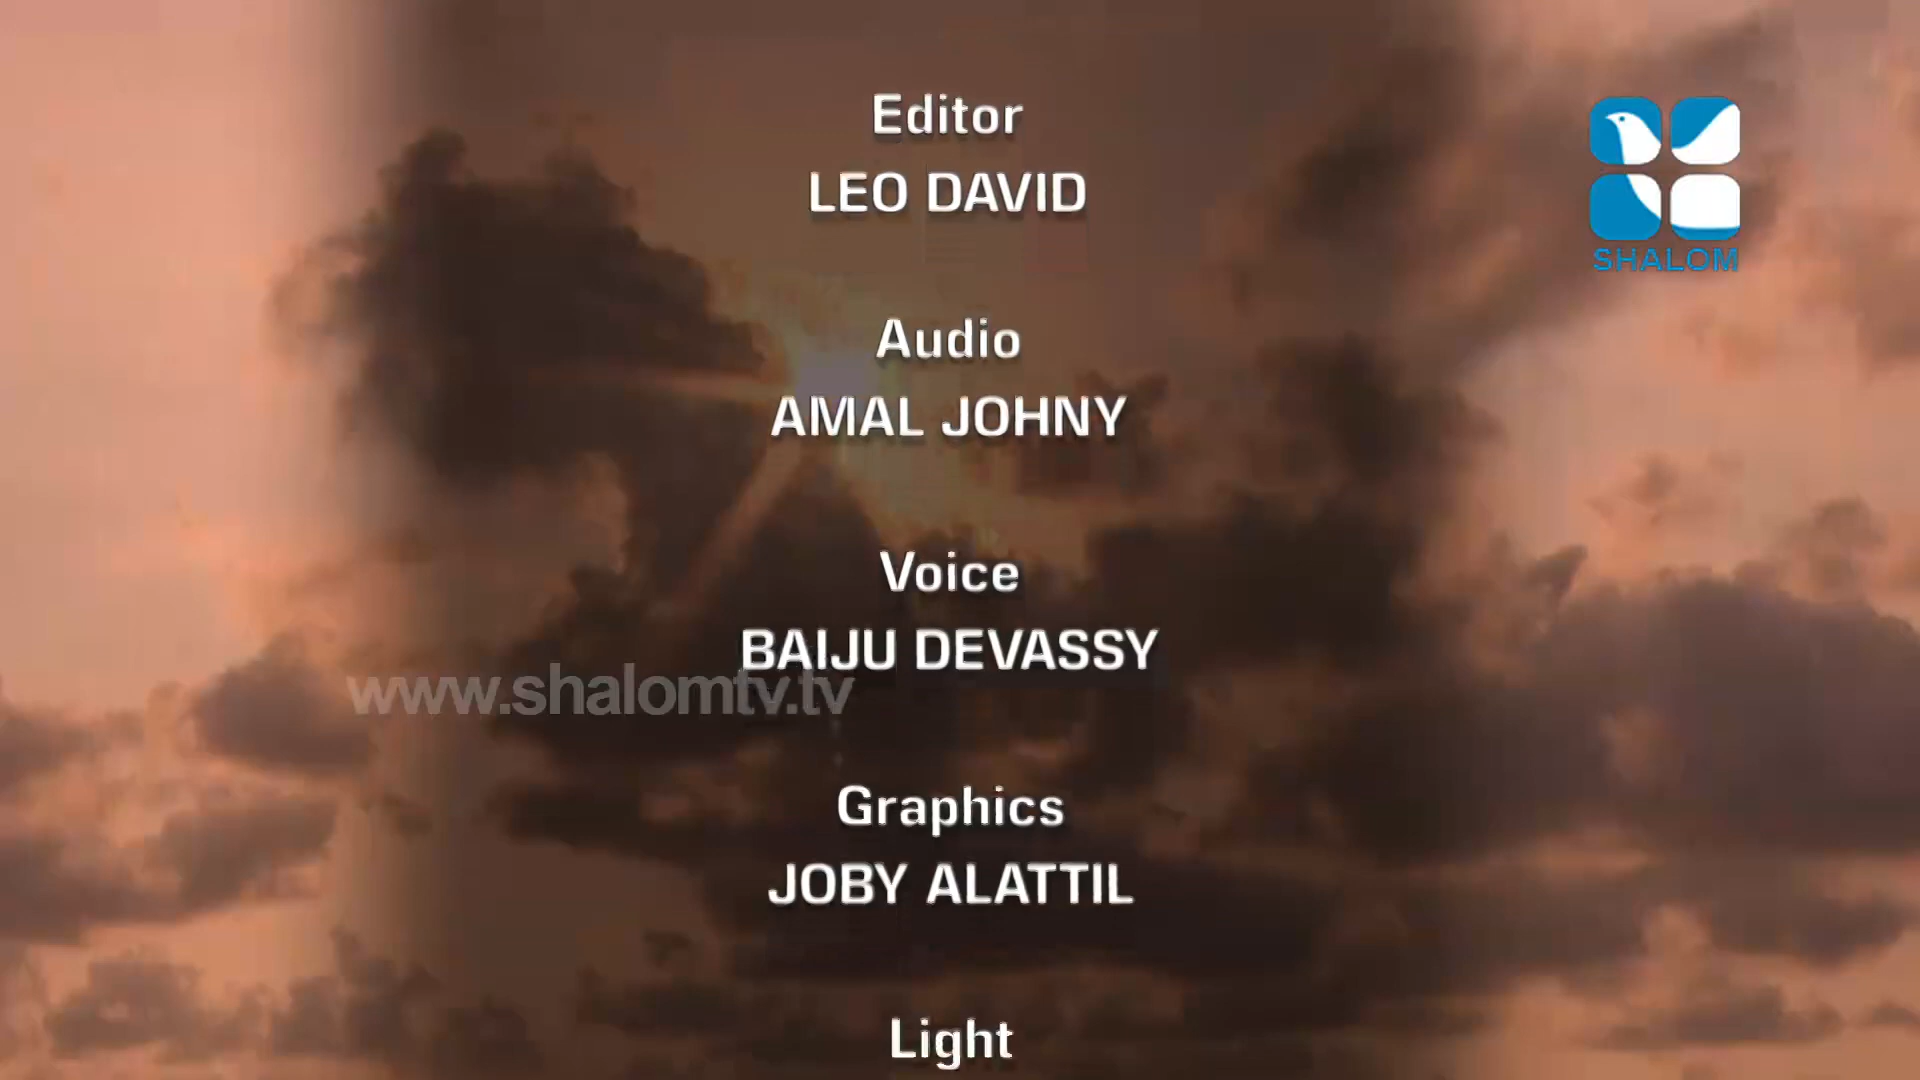 Editor
LEO DAVID
SHALOM
Audio
AMAL JOHNY
Voice
BAIJU DEVASSY
www.shalomtv.tv
Graphics
JOBY ALATTIL
Light